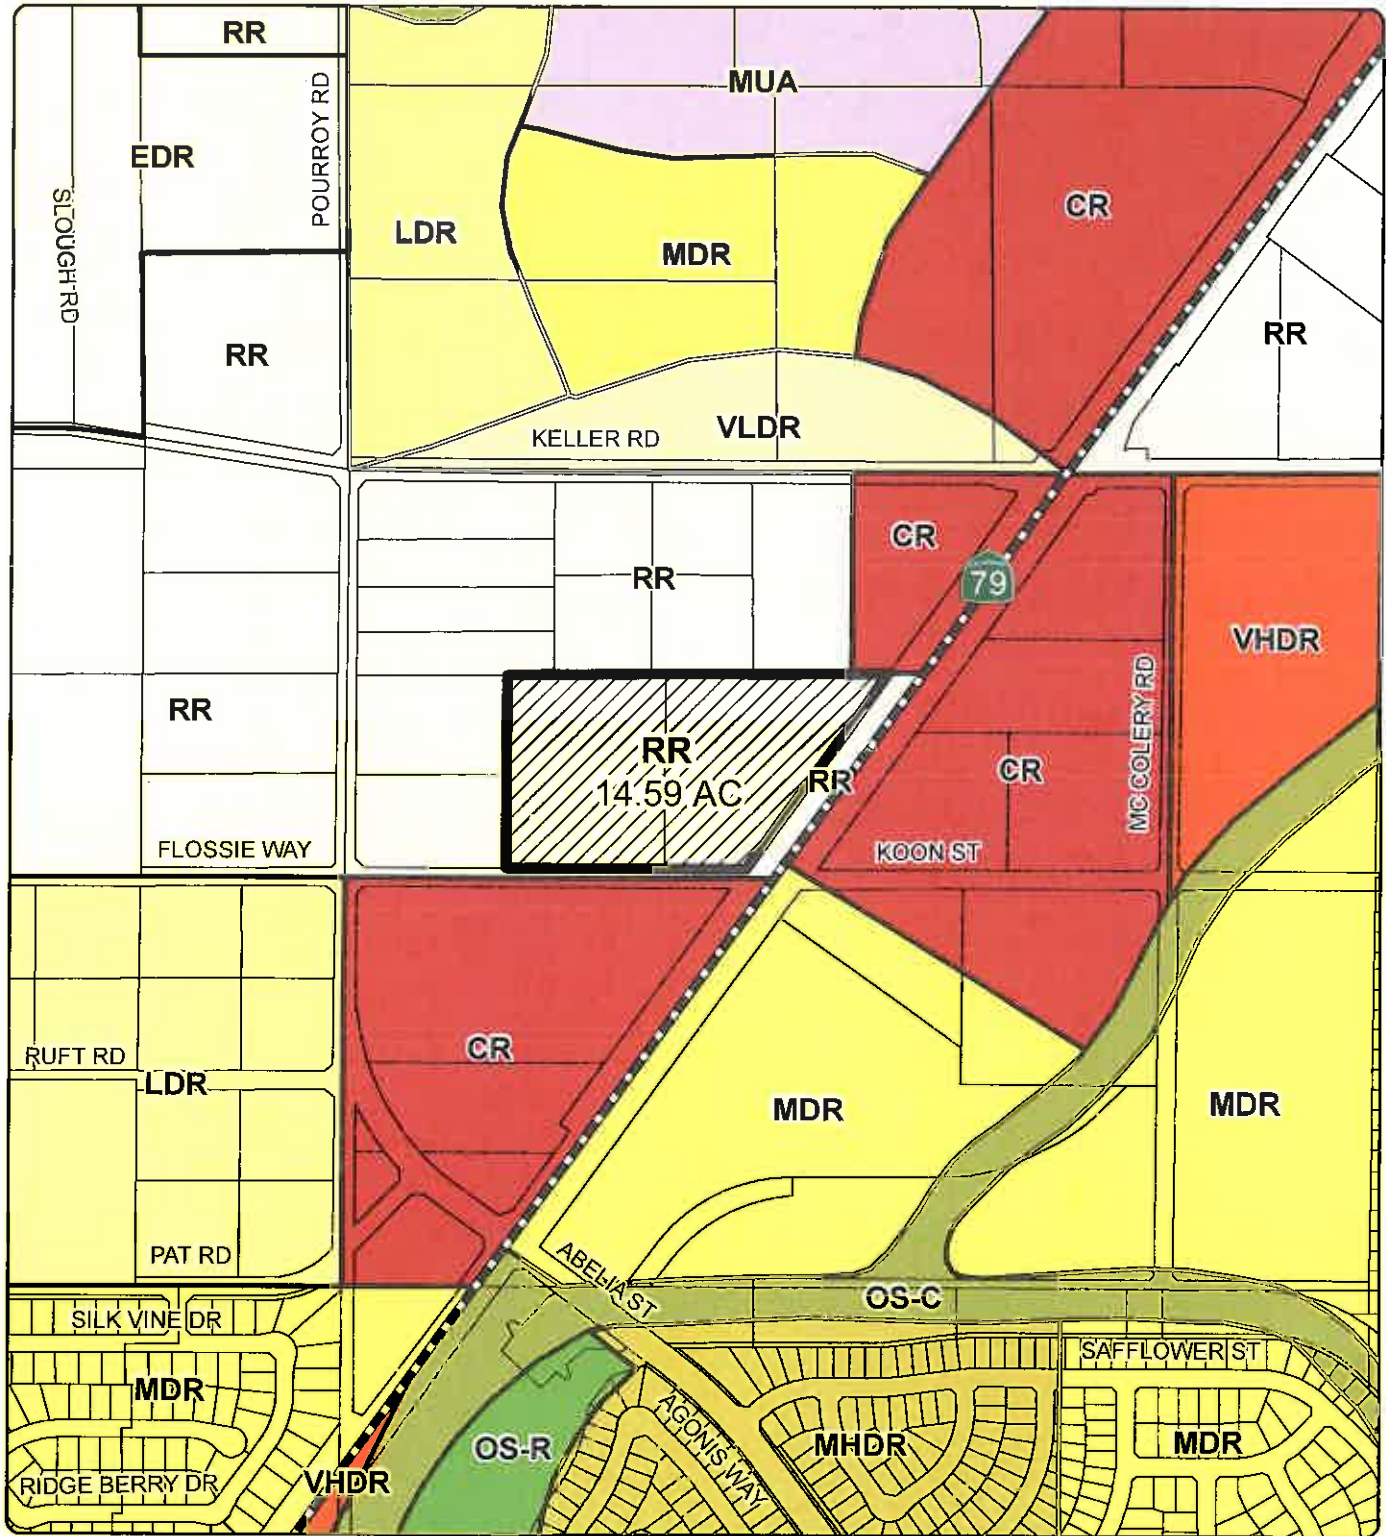 RR
MUA
POURROY RD
EDR
SLOUGH RD
LDR
MDR
CR
RR
RR
KELLER RD
VLDR
CR
79
RR
VHDR
RR
MC COLERY RD
RR
14.59 AC
RR
CR
FLOSSIE WAY
KOON ST
RUFT RD
LDR
CR
MDR
MDR
PAT RD
ABELIA ST
OS-C
SILK VINE DR
SAFFLOWER ST
MDR
AGONIS WAY
OS-R
MHDR
MDR
RIDGE BERRY DR
VHDR